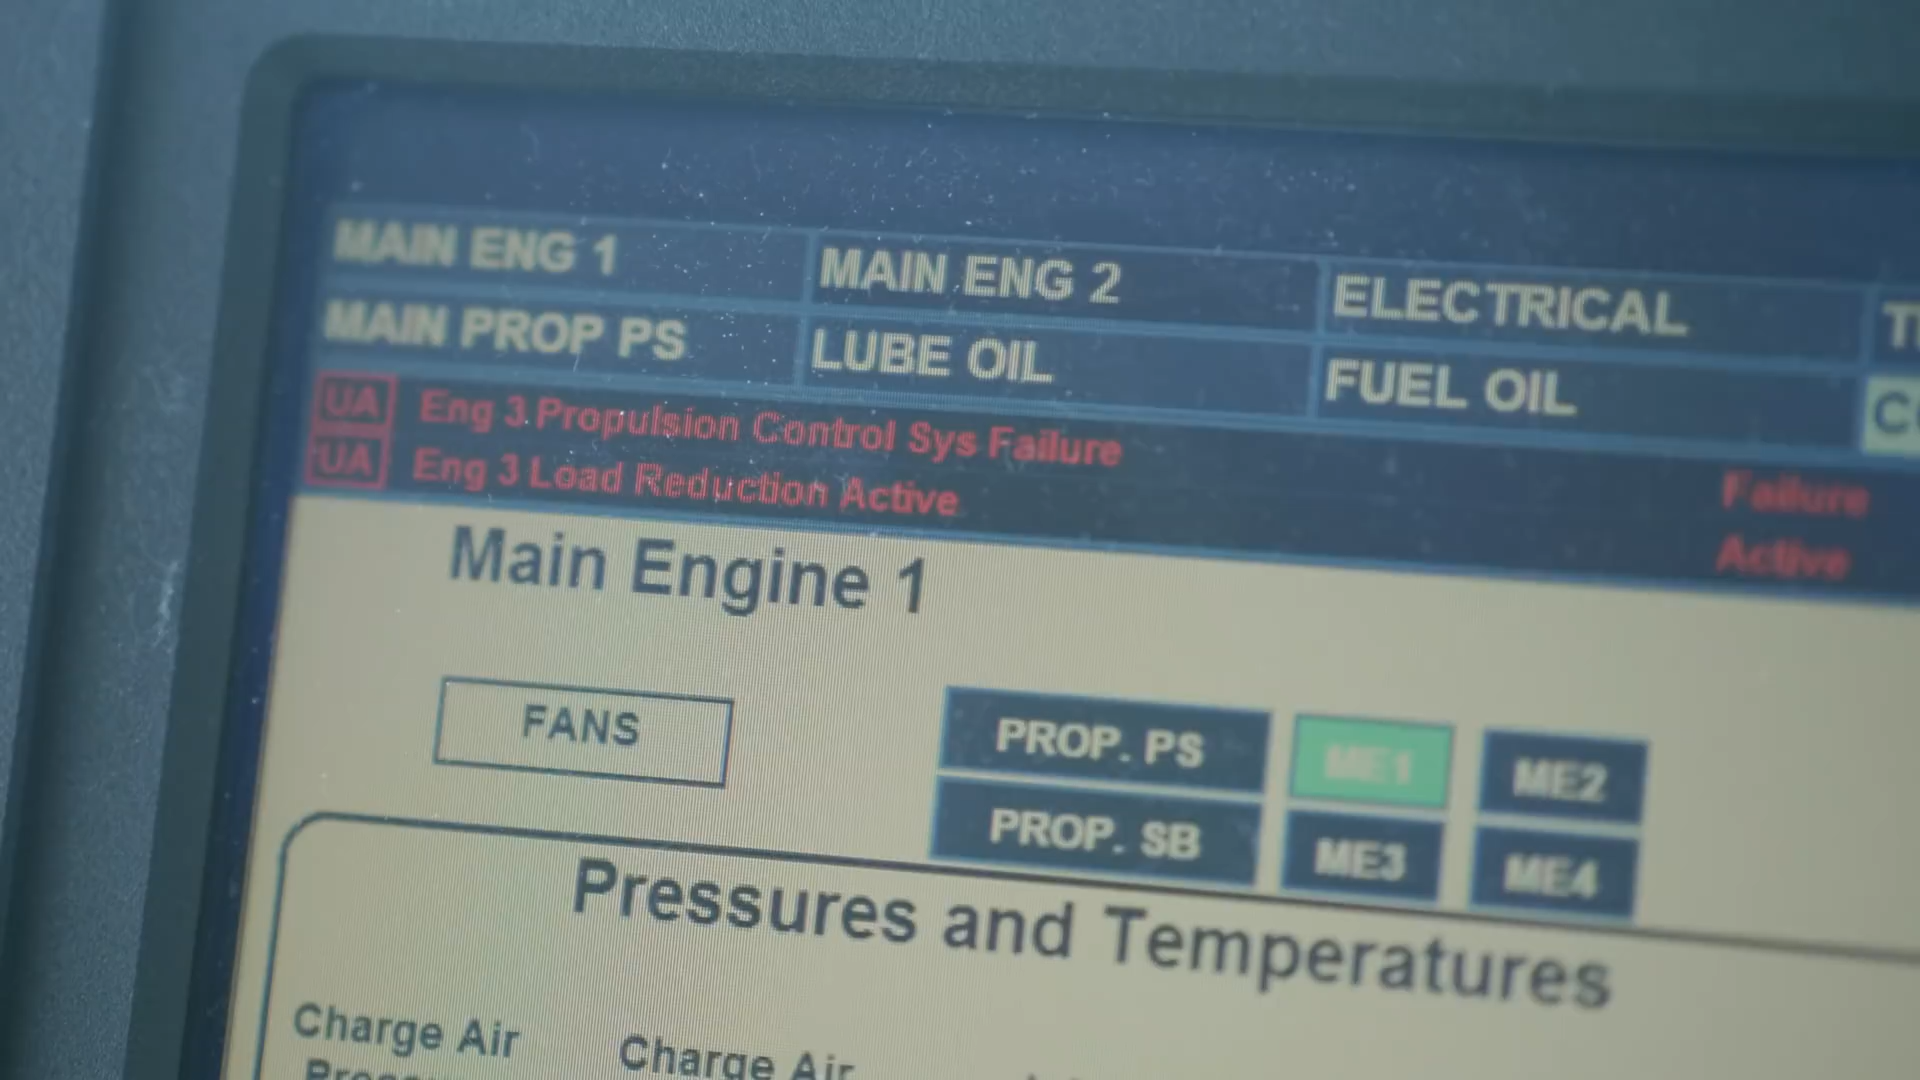 MAIN ENG 1 MAIN ENG 2 ELECTRICAL
MAIN PROP PS LUBE OIL FUEL OIL
UA Eng 3 Propulsion Control Sys Failure Failure
UA Eng 3 Load Reduction Active Active
Main Engine 1
FANS PROP. PS ME1 ME2
PROP. SB ME3 ME4
Pressures and Temperatures
Charge Air Charge Air